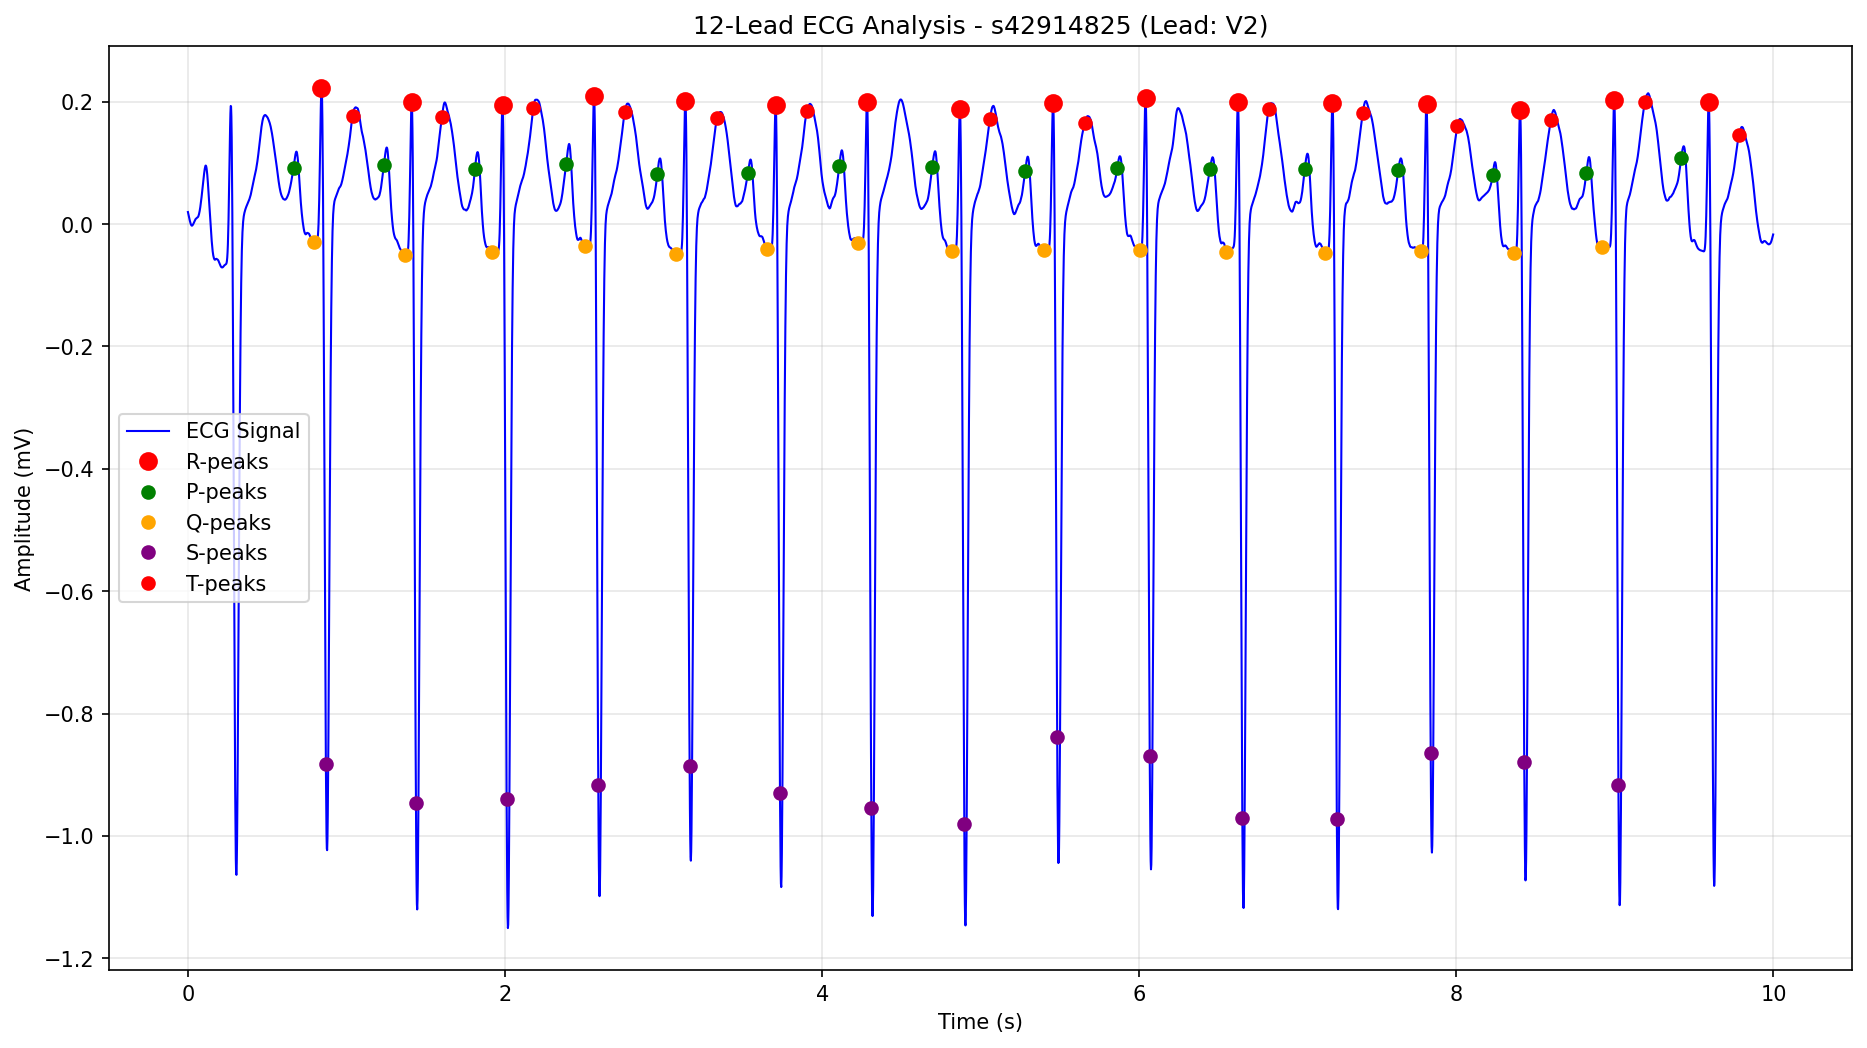 12-Lead ECG Analysis - s42914825 (Lead: V2)
Amplitude (mV)
0.2
0.0
−0.2
−0.4
−0.6
−0.8
−1.0
−1.2
ECG Signal
R-peaks
P-peaks
Q-peaks
S-peaks
T-peaks
0 2 4 6 8 10
Time (s)